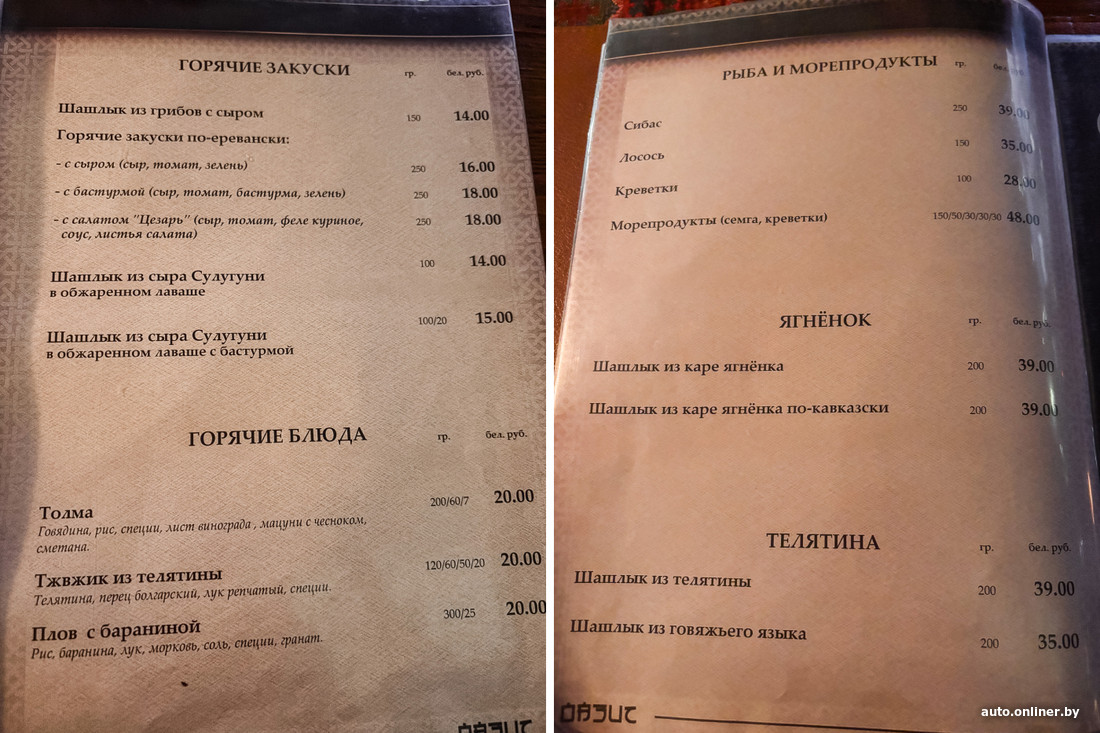 ГОРЯЧИЕ ЗАКУСКИ гр. бел. руб.
Шашлык из грибов с сыром 150 14.00
Горячие закуски по-еревански:
- с сыром (сыр, томат, зелень) 250 16.00
- с бастурмой (сыр, томат, бастурма, зелень) 250 18.00
- с салатом "Цезарь" (сыр, томат, феле куриное, 250 18.00
соус, листья салата)
Шашлык из сыра Сулугуни 100 14.00
в обжаренном лаваше
Шашлык из сыра Сулугуни 100/20 15.00
в обжаренном лаваше с бастурмой
ГОРЯЧИЕ БЛЮДА гр. бел. руб.
Толма 200/60/7 20.00
Говядина, рис, специи, лист винограда , мацуни с чесноком,
сметана.
Тжвжик из телятины 120/60/50/20 20.00
Телятина, перец болгарский, лук репчатый, специи.
Плов с бараниной 300/25 20.00
Рис, баранина, лук, морковь, соль, специи, гранат.
РЫБА И МОРЕПРОДУКТЫ гр. бел. руб.
Сибас 250 39.00
Лосось 150 35.00
Креветки 100 28.00
Морепродукты (семга, креветки) 150/50/30/30/30 48.00
ЯГНЁНОК гр. бел. руб.
Шашлык из каре ягнёнка 200 39.00
Шашлык из каре ягнёнка по-кавказски 200 39.00
ТЕЛЯТИНА гр. бел. руб.
Шашлык из телятины 200 39.00
Шашлык из говяжьего языка 200 35.00
auto.onliner.by